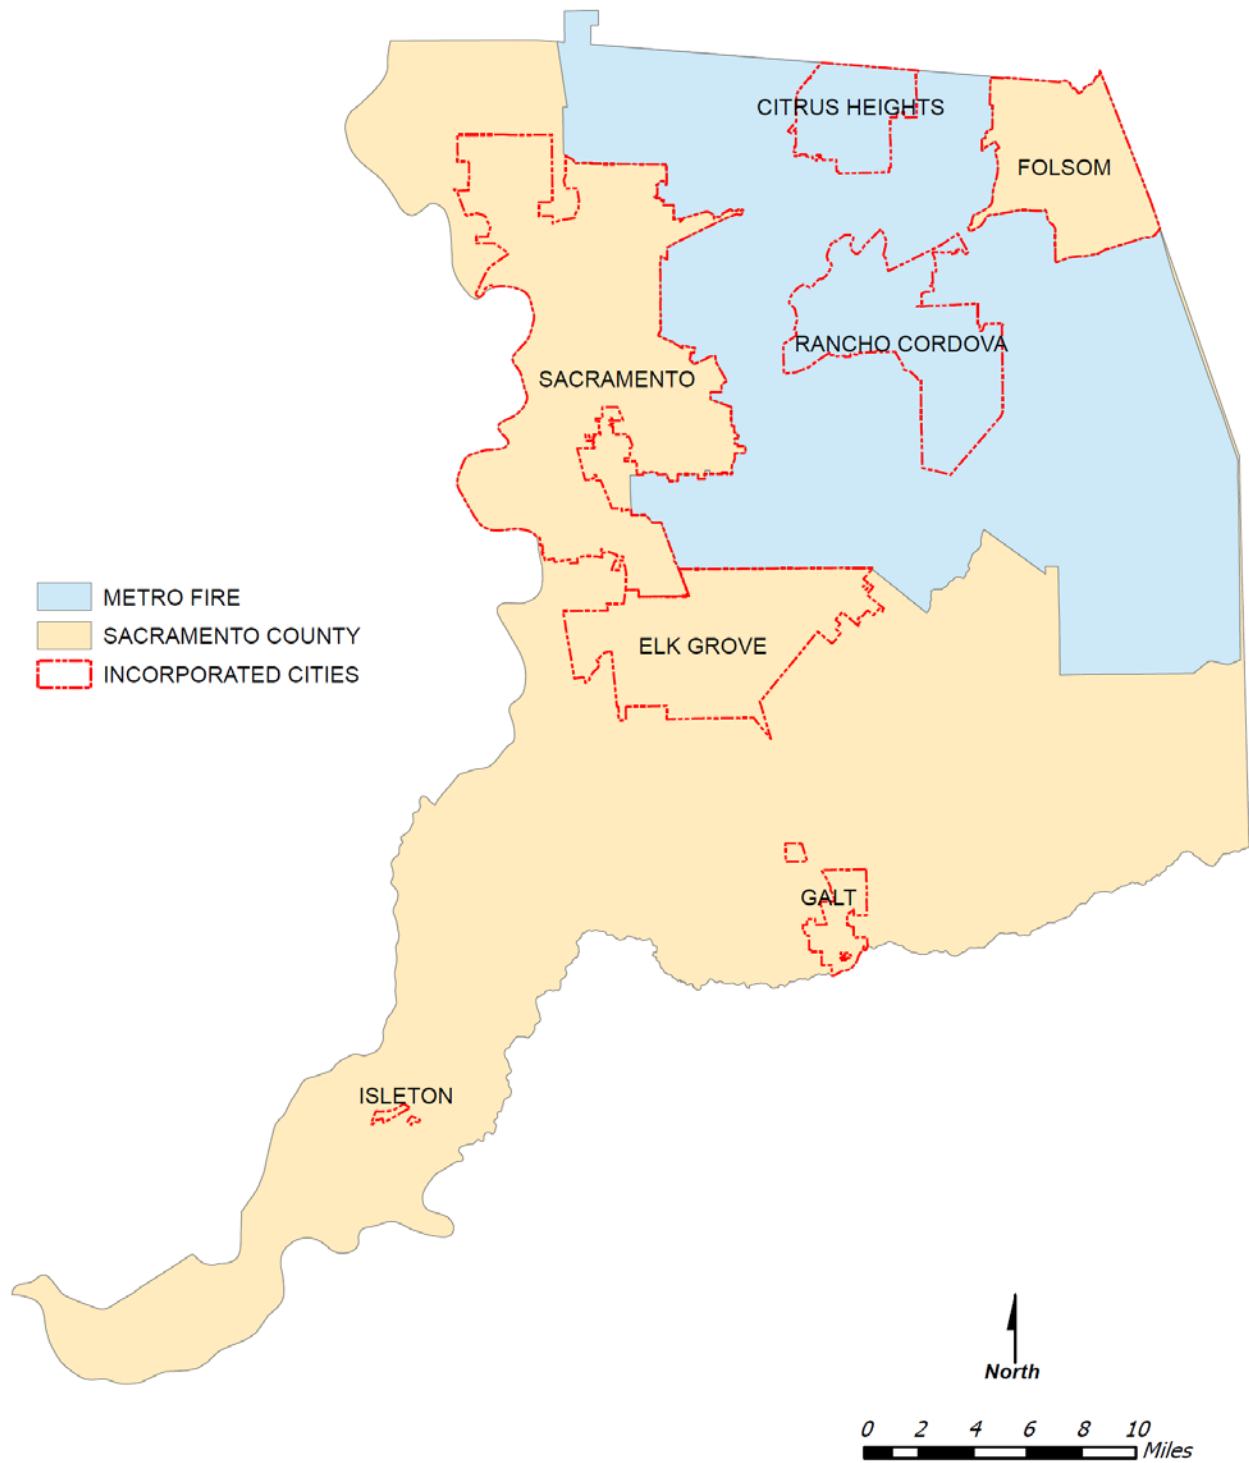 CITRUS HEIGHTS
FOLSOM
RANCHO CORDOVA
SACRAMENTO
METRO FIRE
SACRAMENTO COUNTY
INCORPORATED CITIES
ELK GROVE
GALT
ISLETON
North
0 2 4 6 8 10
Miles